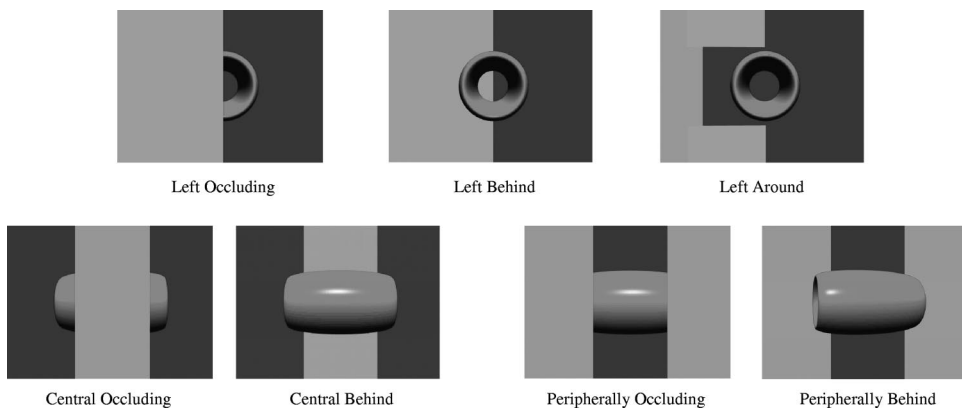 Left Occluding
Left Behind
Left Around
Central Occluding
Central Behind
Peripherally Occluding
Peripherally Behind